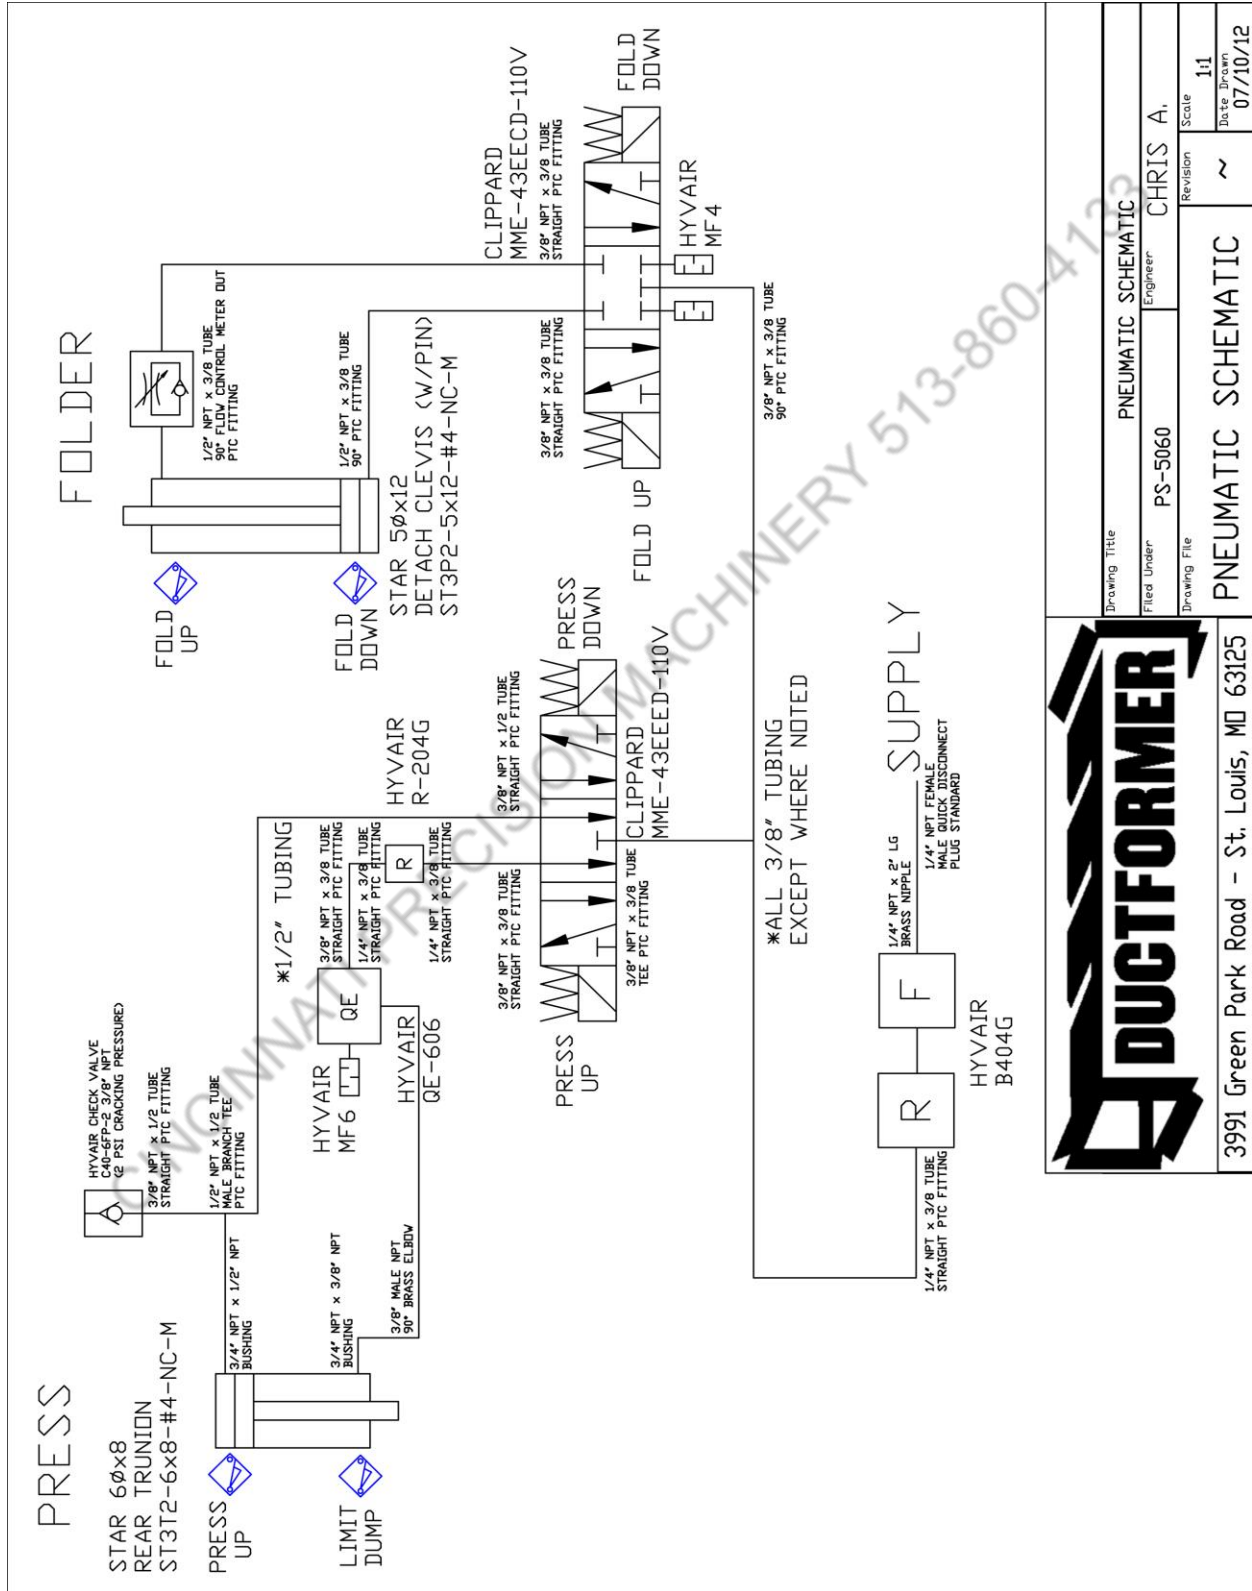 PRESS
STAR 6øx8
REAR TRUNION
ST3T2-6x8-#4-NC-M
PRESS
UP
LIMIT
DUMP
HYVAIR CHECK VALVE
C40-6FP-2 3/8" NPT
(2 PSI CRACKING PRESSURE)
3/8" NPT x 1/2 TUBE
STRAIGHT PTC FITTING
1/2" NPT x 1/2 TUBE
MALE BRANCH TEE
PTC FITTING
3/4" NPT x 1/2" NPT
BUSHING
3/4" NPT x 3/8" NPT
BUSHING
3/8" MALE NPT
90° BRASS ELBOW
*1/2" TUBING
HYVAIR
MF6
QE
HYVAIR
QE-606
3/8" NPT x 3/8 TUBE
STRAIGHT PTC FITTING
1/4" NPT x 3/8 TUBE
STRAIGHT PTC FITTING
R
1/4" NPT x 3/8 TUBE
STRAIGHT PTC FITTING
HYVAIR
R-204G
3/8" NPT x 1/2 TUBE
STRAIGHT PTC FITTING
3/8" NPT x 3/8 TUBE
STRAIGHT PTC FITTING
PRESS
UP
PRESS
DOWN
3/8" NPT x 3/8 TUBE
TEE PTC FITTING
CLIPPARD
MME-43EEED-110V
FOLDER
FOLD
UP
FOLD
DOWN
1/2" NPT x 3/8 TUBE
90° FLOW CONTROL METER OUT
PTC FITTING
1/2" NPT x 3/8 TUBE
90° PTC FITTING
STAR 5øx12
DETACH CLEVIS (W/PIN)
ST3P2-5x12-#4-NC-M
CLIPPARD
MME-43EECD-110V
3/8" NPT x 3/8 TUBE
STRAIGHT PTC FITTING
3/8" NPT x 3/8 TUBE
STRAIGHT PTC FITTING
FOLD UP
FOLD
DOWN
HYVAIR
MF4
3/8" NPT x 3/8 TUBE
90° PTC FITTING
*ALL 3/8" TUBING
EXCEPT WHERE NOTED
1/4" NPT x 3/8 TUBE
STRAIGHT PTC FITTING
R
F
HYVAIR
B404G
1/4" NPT x 2" LG
BRASS NIPPLE
SUPPLY
1/4" NPT FEMALE
MALE QUICK DISCONNECT
PLUG STANDARD
CINCINNATI PRECISION MACHINERY 513-860-4133
DUCTFORMER
3991 Green Park Road - St. Louis, MO 63125
Drawing Title
PNEUMATIC SCHEMATIC
Filed Under
PS-5060
Engineer
CHRIS A.
Drawing File
PNEUMATIC SCHEMATIC
Revision
~
Scale
1:1
Date Drawn
07/10/12